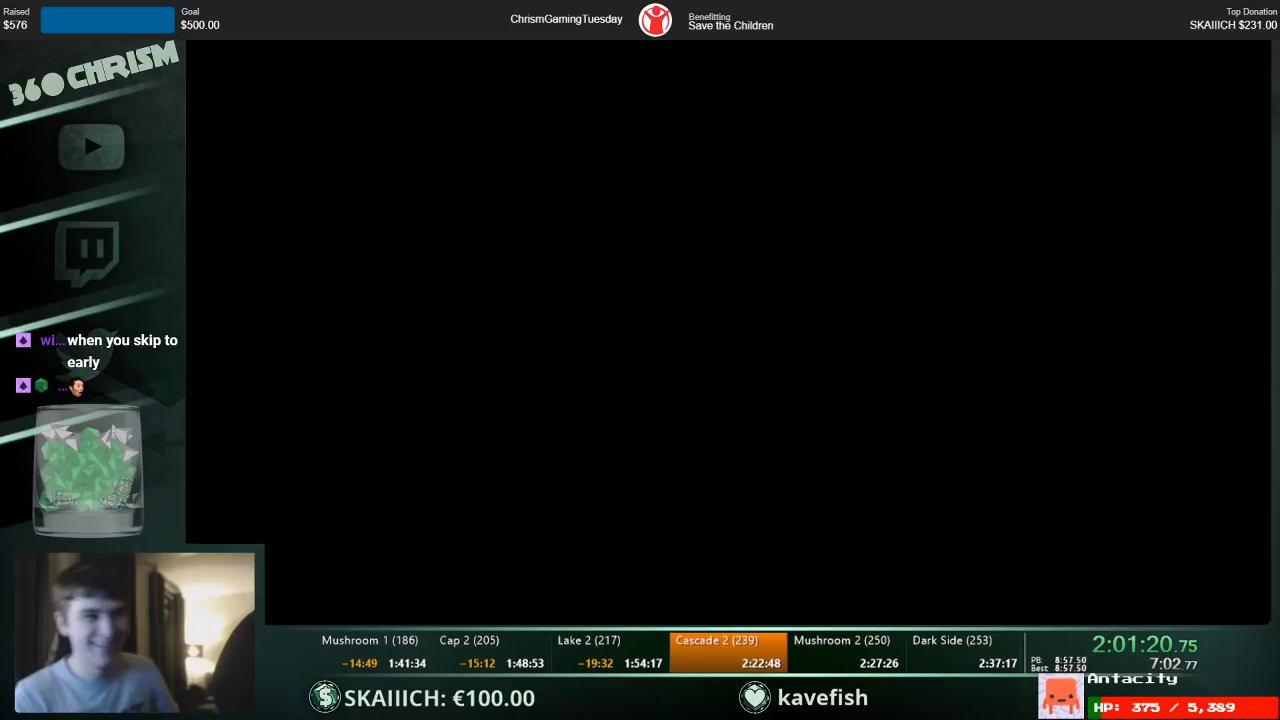 Raised
$576
Goal
$500.00
ChrismGamingTuesday
Benefitting
Save the Children
Top Donation
SKAIIICH $231.00
360CHRISM
wi... when you skip to
early
...
Mushroom 1 (186)
−14:49 1:41:34
Cap 2 (205)
−15:12 1:48:53
Lake 2 (217)
−19:32 1:54:17
Cascade 2 (239)
2:22:48
Mushroom 2 (250)
2:27:26
Dark Side (253)
2:37:17
2:01:20.75
PB: 8:57.50
Best 8:57.50
7:02.77
SKAIIICH: €100.00
kavefish
Antacity
HP: 375 / 5,389